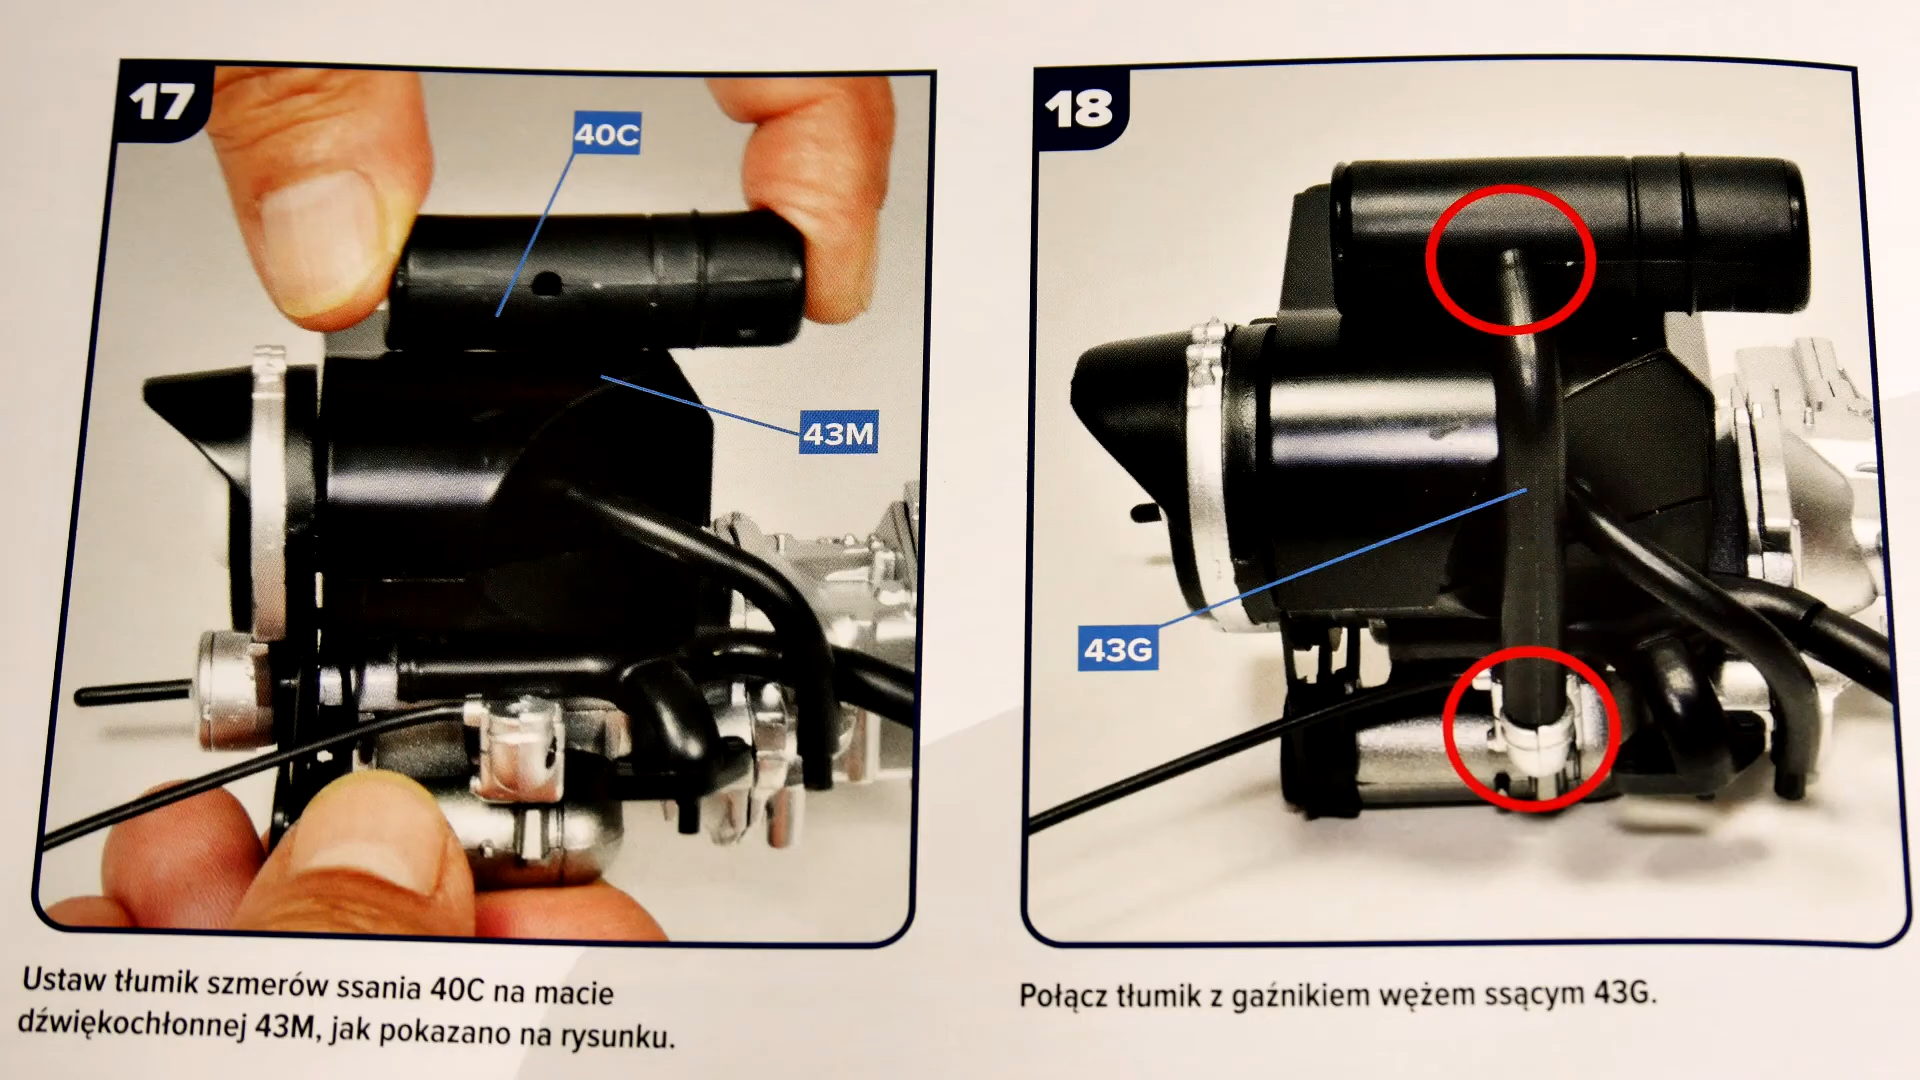 17
40C
43M
Ustaw tłumik szmerów ssania 40C na macie
dźwiękochłonnej 43M, jak pokazano na rysunku.
18
43G
Połącz tłumik z gaźnikiem wężem ssącym 43G.